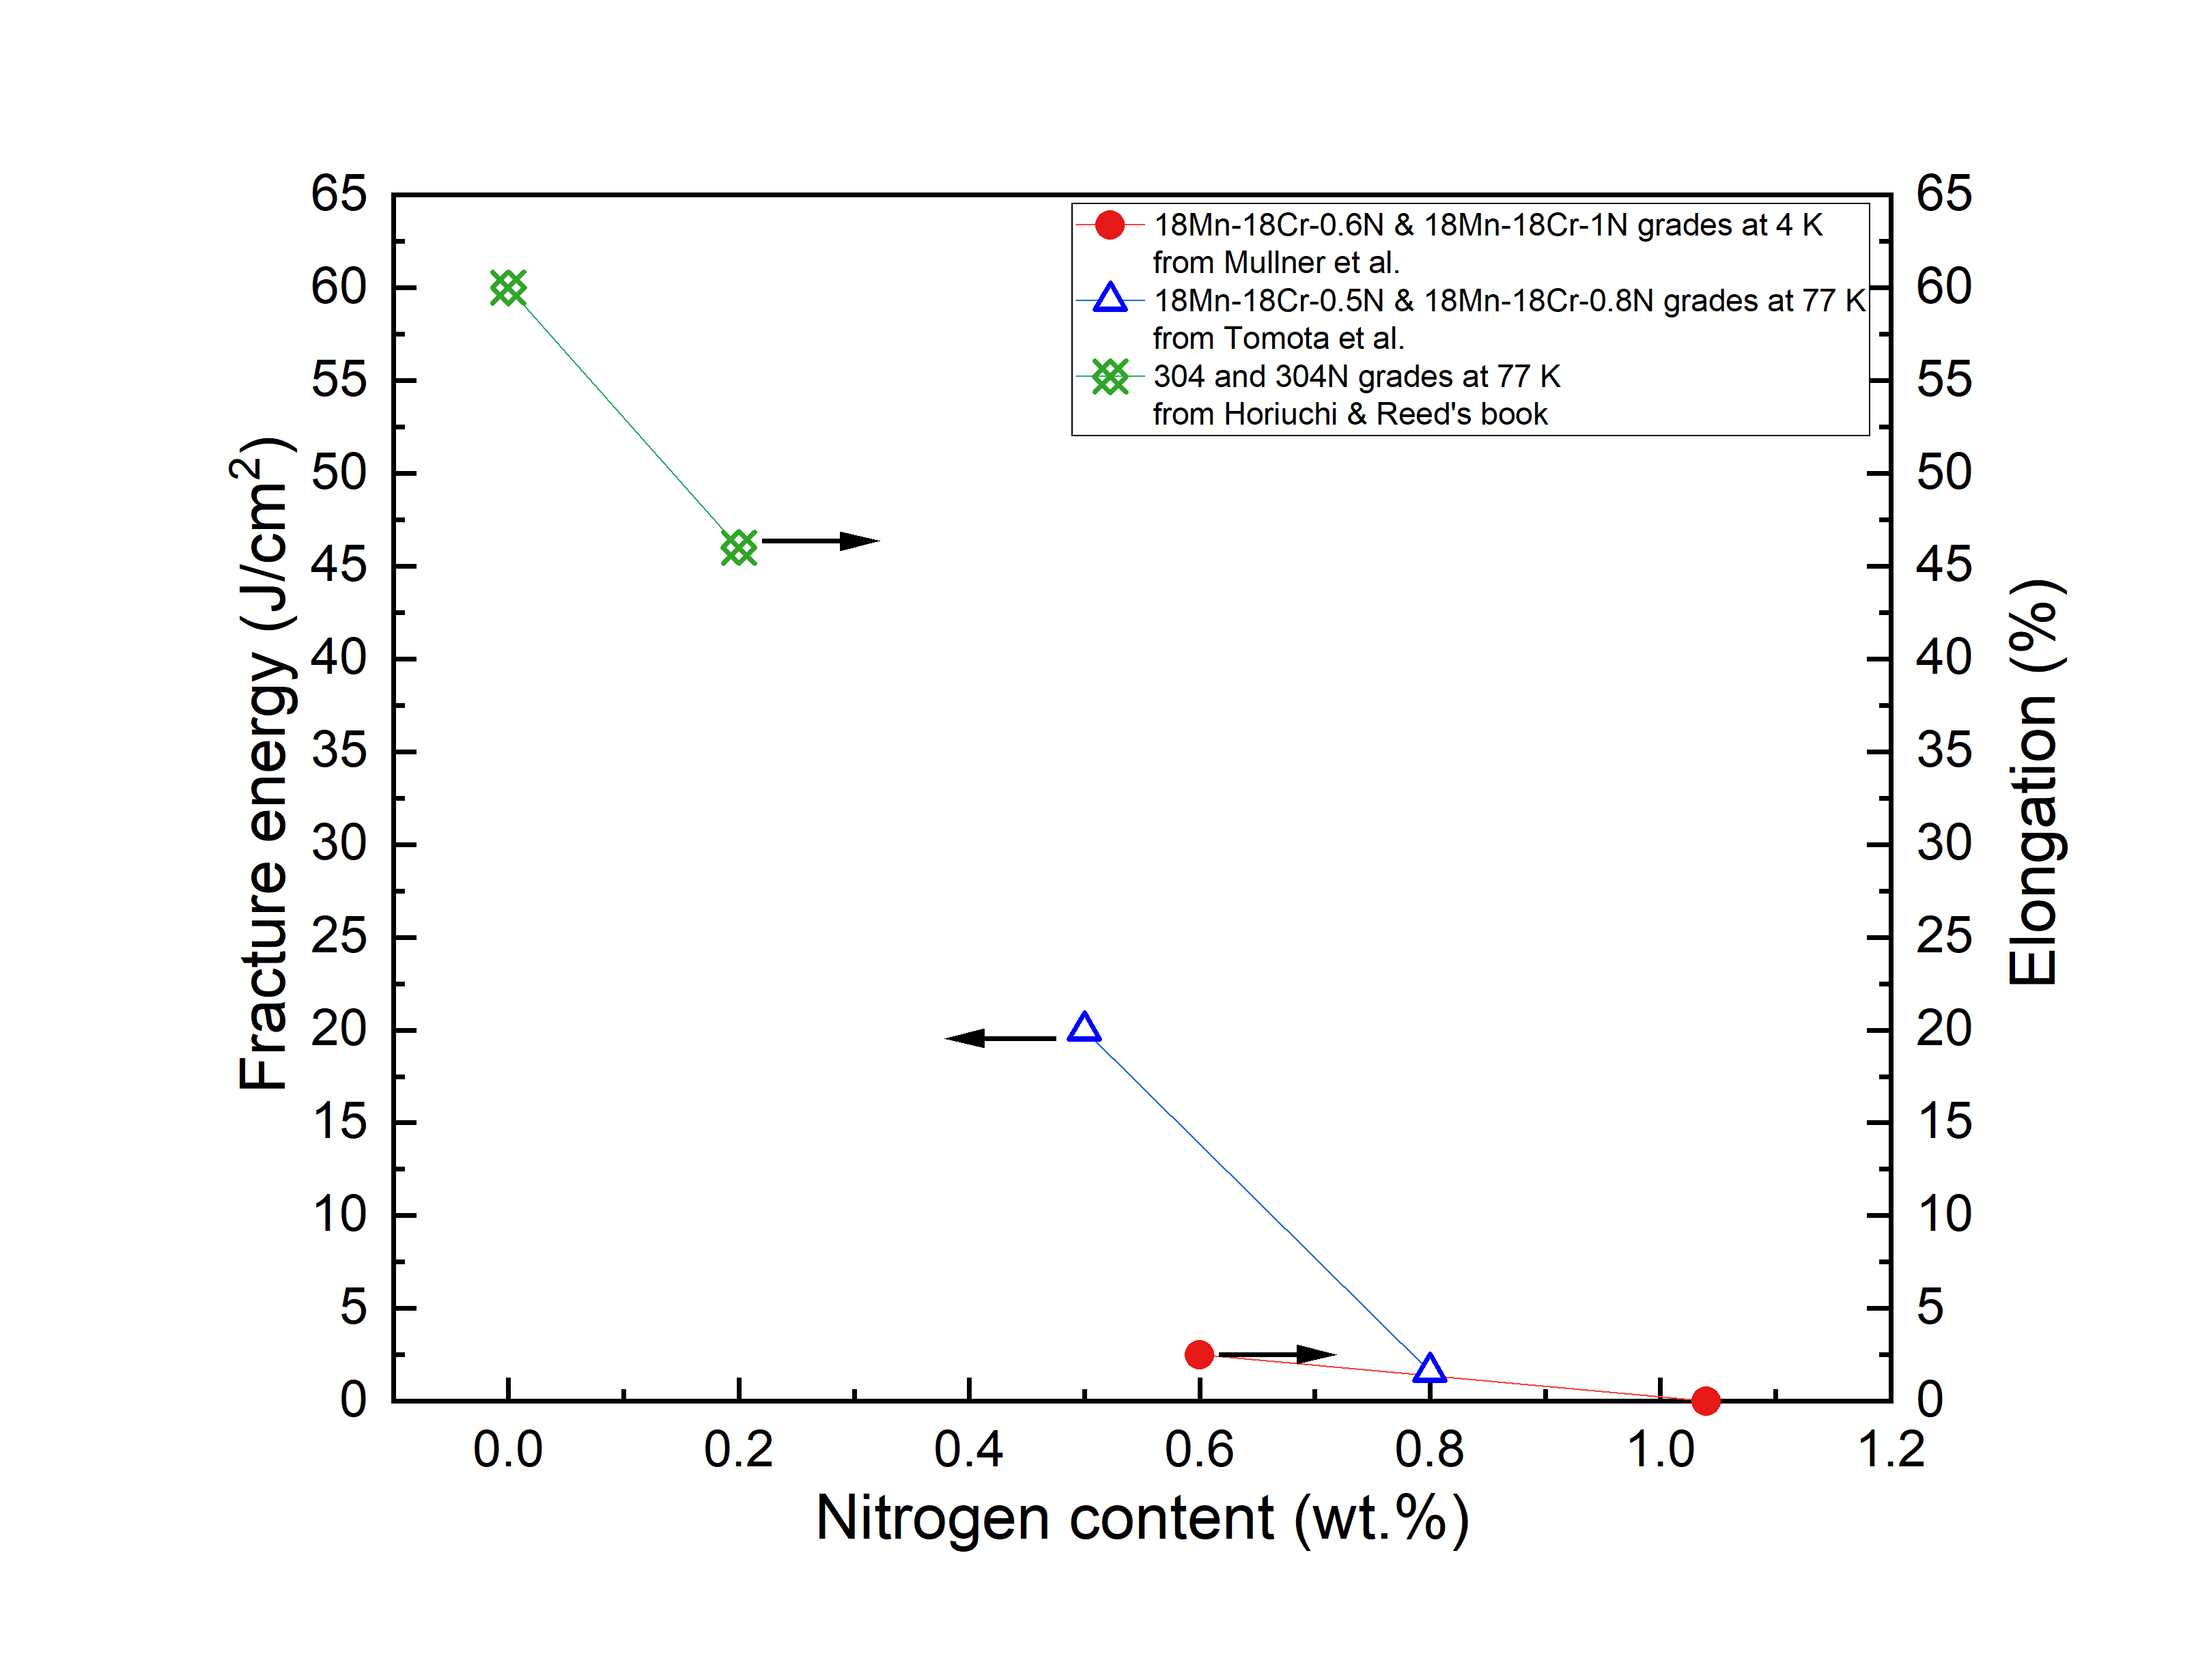 18Mn-18Cr-0.6N & 18Mn-18Cr-1N grades at 4 K
from Mullner et al.
18Mn-18Cr-0.5N & 18Mn-18Cr-0.8N grades at 77 K
from Tomota et al.
304 and 304N grades at 77 K
from Horiuchi & Reed's book
Fracture energy (J/cm²)
65
60
55
50
45
40
35
30
25
20
15
10
5
0
65
60
55
50
45
40
35
30
25
20
15
10
5
0
Elongation (%)
0.0 0.2 0.4 0.6 0.8 1.0 1.2
Nitrogen content (wt.%)